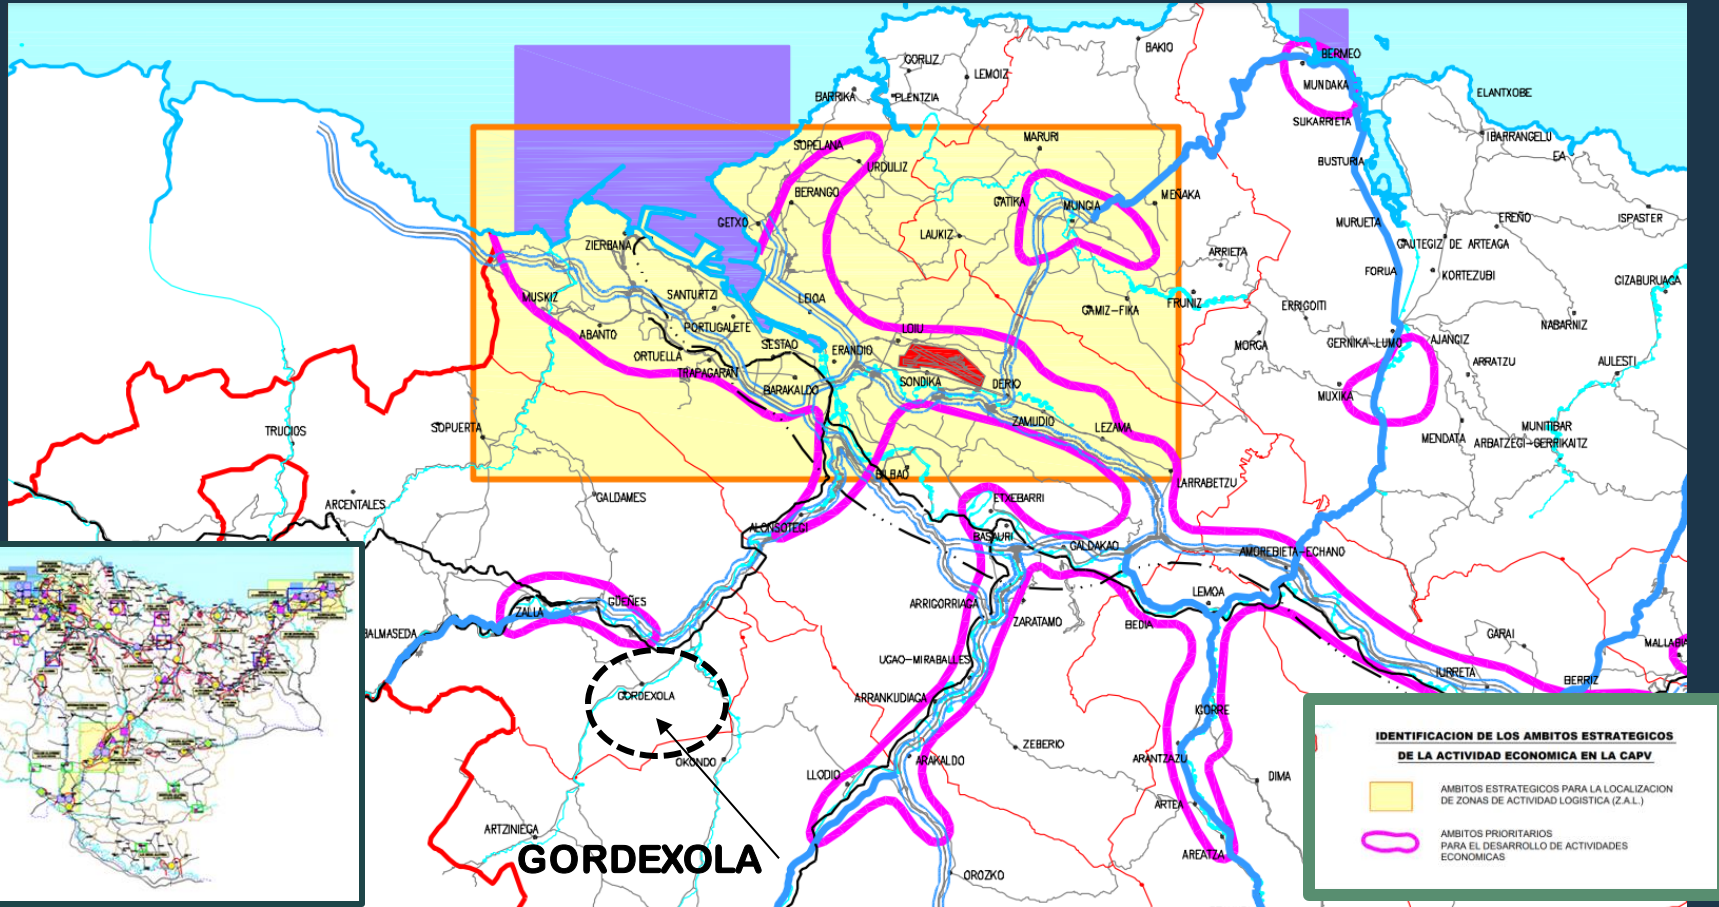 BAKIO
BERMEO
GORLIZ
LEMOIZ
MUNDAKA
ELANTXOBE
BARRIKA
PLENTZIA
SUKARRIETA
MARURI
IBARRANGELU
SOPELANA
EA
URDULIZ
BUSTURIA
BERANGO
GATIKA
MUNGIA
MEÑAKA
GETXO
MURUETA
EREÑO
ISPASTER
LAUKIZ
ZIERBANA
GAUTEGIZ DE ARTEAGA
ARRIETA
FORUA
KORTEZUBI
GIZABURUAGA
MUSKIZ
SANTURTZI
LEIOA
FRUNIZ
GAMIZ-FIKA
ERRIGOITI
NABARNIZ
ABANTO
PORTUGALETE
LOIU
SESTAO
ERANDIO
MORGA
GERNIKA-LUMO
AJANGIZ
ORTUELLA
ARRATZU
AULESTI
TRAPAGARAN
SONDIKA
DERIO
BARAKALDO
MUXIKA
ZAMUDIO
LEZAMA
TRUCIOS
SOPUERTA
MENDATA
MUNITIBAR
ARBATZEGI-GERRIKAITZ
BILBAO
LARRABETZU
ARCENTALES
GALDAMES
ETXEBARRI
ALONSOTEGI
BASAURI
GALDAKAO
AMOREBIETA-ECHANO
LEMOA
ZALLA
GÜEÑES
ARRIGORRIAGA
ZARATAMO
BEDIA
BALMASEDA
GARAI
MALLABIA
UGAO-MIRABALLES
IURRETA
BERRIZ
GORDEXOLA
ARRANKUDIAGA
IGORRE
ZEBERIO
OKONDO
ARAKALDO
ARANTZAZU
LLODIO
DIMA
ARTEA
ARTZINIEGA
AREATZA
OROZKO
GORDEXOLA
IDENTIFICACION DE LOS AMBITOS ESTRATEGICOS
DE LA ACTIVIDAD ECONOMICA EN LA CAPV
AMBITOS ESTRATEGICOS PARA LA LOCALIZACION
DE ZONAS DE ACTIVIDAD LOGISTICA (Z.A.L.)
AMBITOS PRIORITARIOS
PARA EL DESARROLLO DE ACTIVIDADES
ECONOMICAS